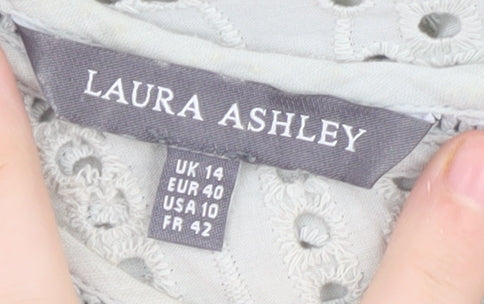 LAURA ASHLEY
UK 14
EUR 40
USA 10
FR 42